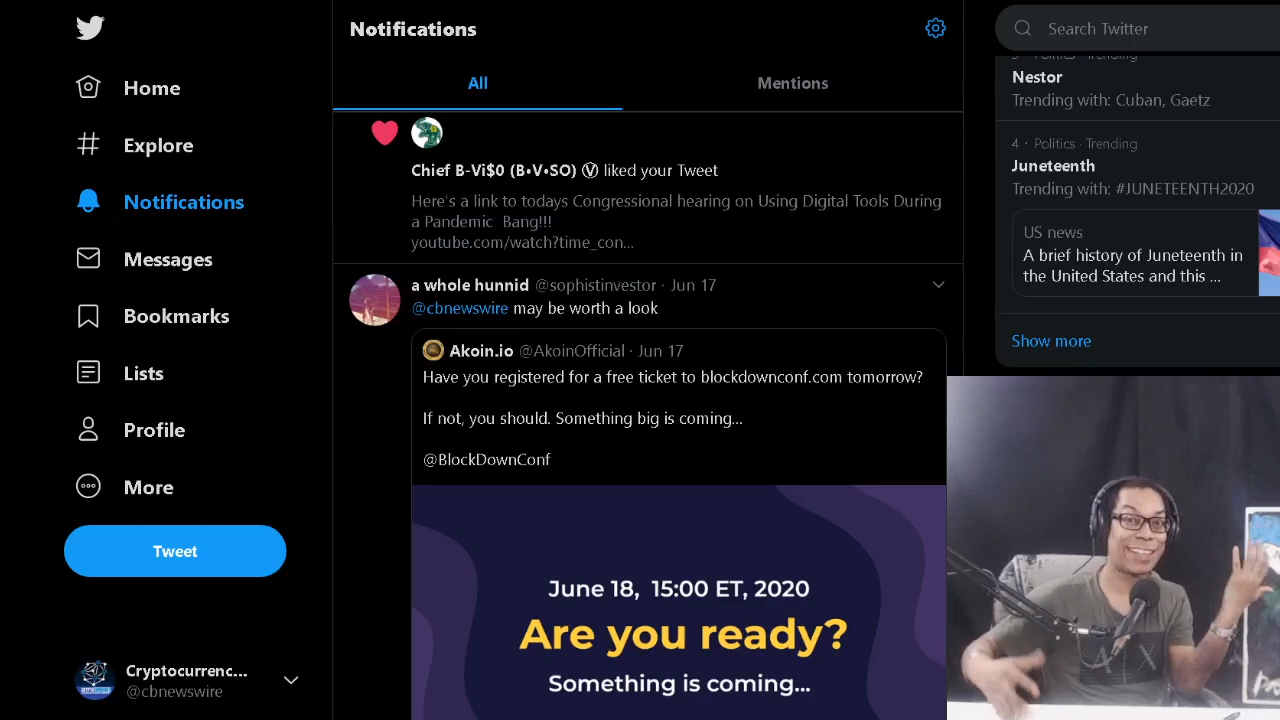 Home
Explore
Notifications
Messages
Bookmarks
Lists
Profile
More
Tweet
Cryptocurrenc...
@cbnewswire
Notifications
All
Mentions
Chief B-Vi$0 (B•V•SO) Ⓥ liked your Tweet
Here's a link to todays Congressional hearing on Using Digital Tools During
a Pandemic Bang!!!
youtube.com/watch?time_con...
a whole hunnid @sophistinvestor · Jun 17
@cbnewswire may be worth a look
Akoin.io @AkoinOfficial · Jun 17
Have you registered for a free ticket to blockdownconf.com tomorrow?
If not, you should. Something big is coming...
@BlockDownConf
June 18, 15:00 ET, 2020
Are you ready?
Something is coming...
Search Twitter
3 · Politics · Trending
Nestor
Trending with: Cuban, Gaetz
4 · Politics · Trending
Juneteenth
Trending with: #JUNETEENTH2020
US news
A brief history of Juneteenth in
the United States and this ...
Show more